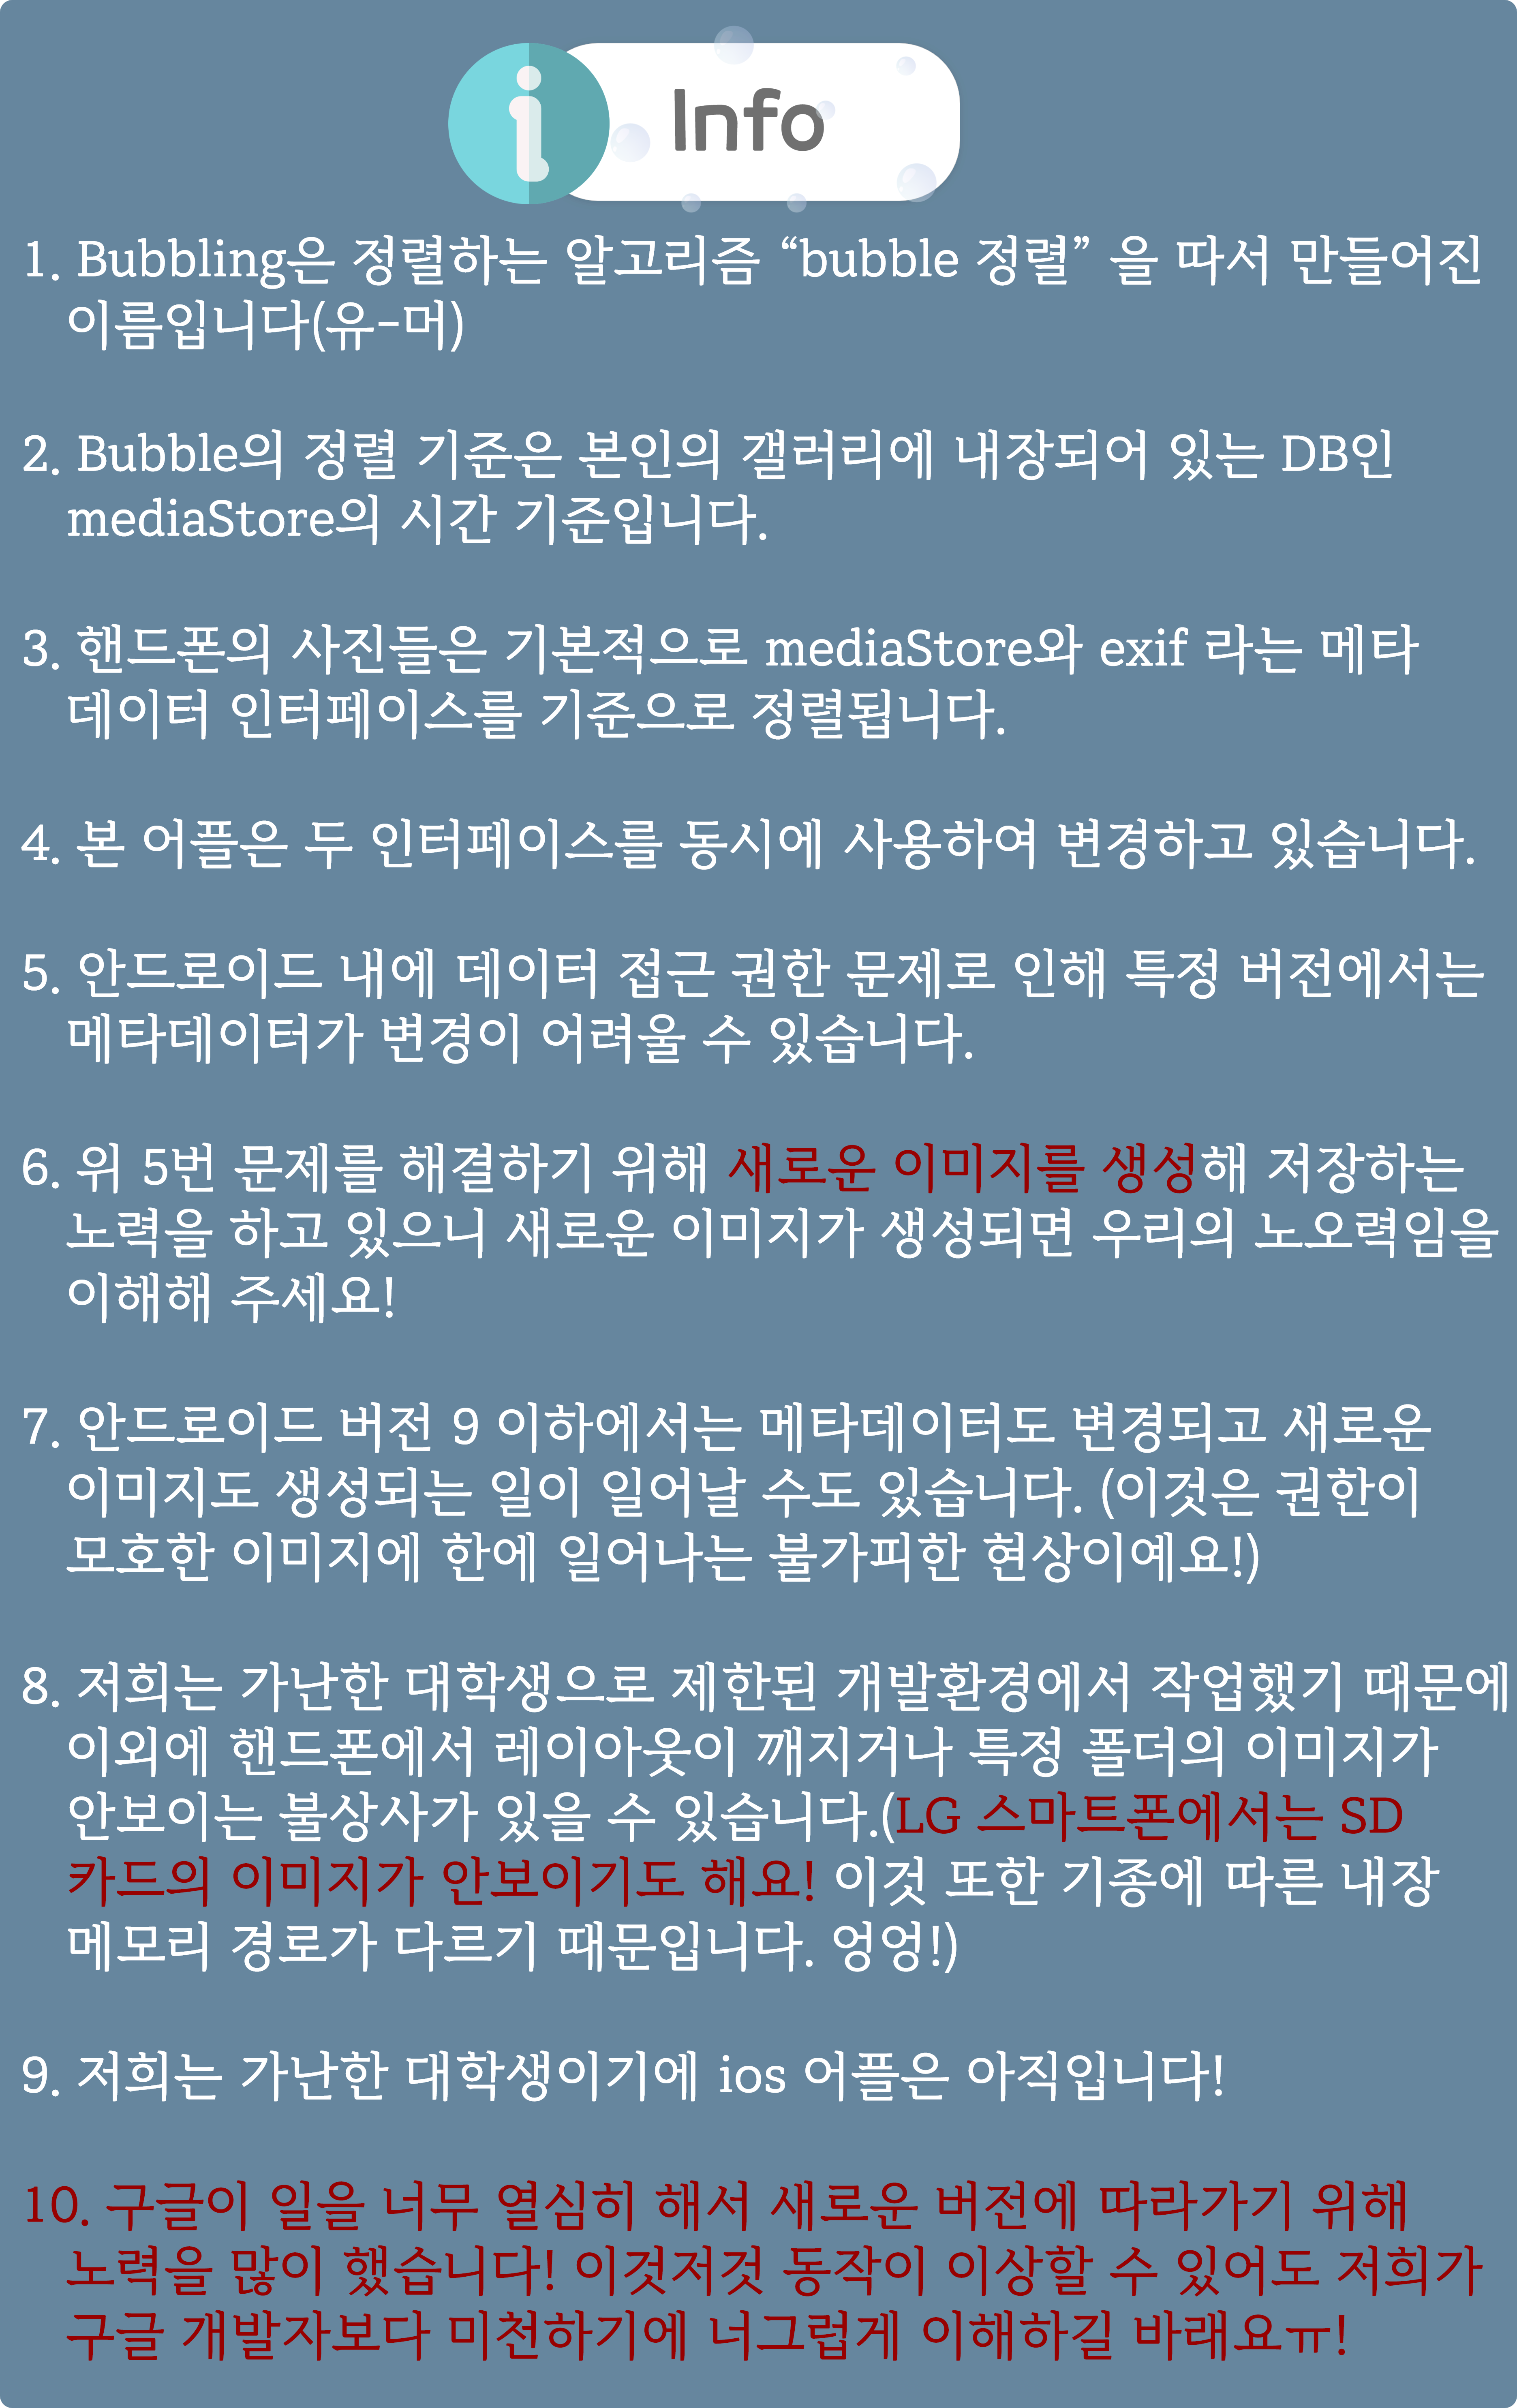 i
Info
1. Bubbling은 정렬하는 알고리즘 “bubble 정렬” 을 따서 만들어진
이름입니다(유-머)
2. Bubble의 정렬 기준은 본인의 갤러리에 내장되어 있는 DB인
mediaStore의 시간 기준입니다.
3. 핸드폰의 사진들은 기본적으로 mediaStore와 exif 라는 메타
데이터 인터페이스를 기준으로 정렬됩니다.
4. 본 어플은 두 인터페이스를 동시에 사용하여 변경하고 있습니다.
5. 안드로이드 내에 데이터 접근 권한 문제로 인해 특정 버전에서는
메타데이터가 변경이 어려울 수 있습니다.
6. 위 5번 문제를 해결하기 위해 새로운 이미지를 생성해 저장하는
노력을 하고 있으니 새로운 이미지가 생성되면 우리의 노오력임을
이해해 주세요!
7. 안드로이드 버전 9 이하에서는 메타데이터도 변경되고 새로운
이미지도 생성되는 일이 일어날 수도 있습니다. (이것은 권한이
모호한 이미지에 한에 일어나는 불가피한 현상이예요!)
8. 저희는 가난한 대학생으로 제한된 개발환경에서 작업했기 때문에
이외에 핸드폰에서 레이아웃이 깨지거나 특정 폴더의 이미지가
안보이는 불상사가 있을 수 있습니다.(LG 스마트폰에서는 SD
카드의 이미지가 안보이기도 해요! 이것 또한 기종에 따른 내장
메모리 경로가 다르기 때문입니다. 엉엉!)
9. 저희는 가난한 대학생이기에 ios 어플은 아직입니다!
10. 구글이 일을 너무 열심히 해서 새로운 버전에 따라가기 위해
노력을 많이 했습니다! 이것저것 동작이 이상할 수 있어도 저희가
구글 개발자보다 미천하기에 너그럽게 이해하길 바래요ㅠ!